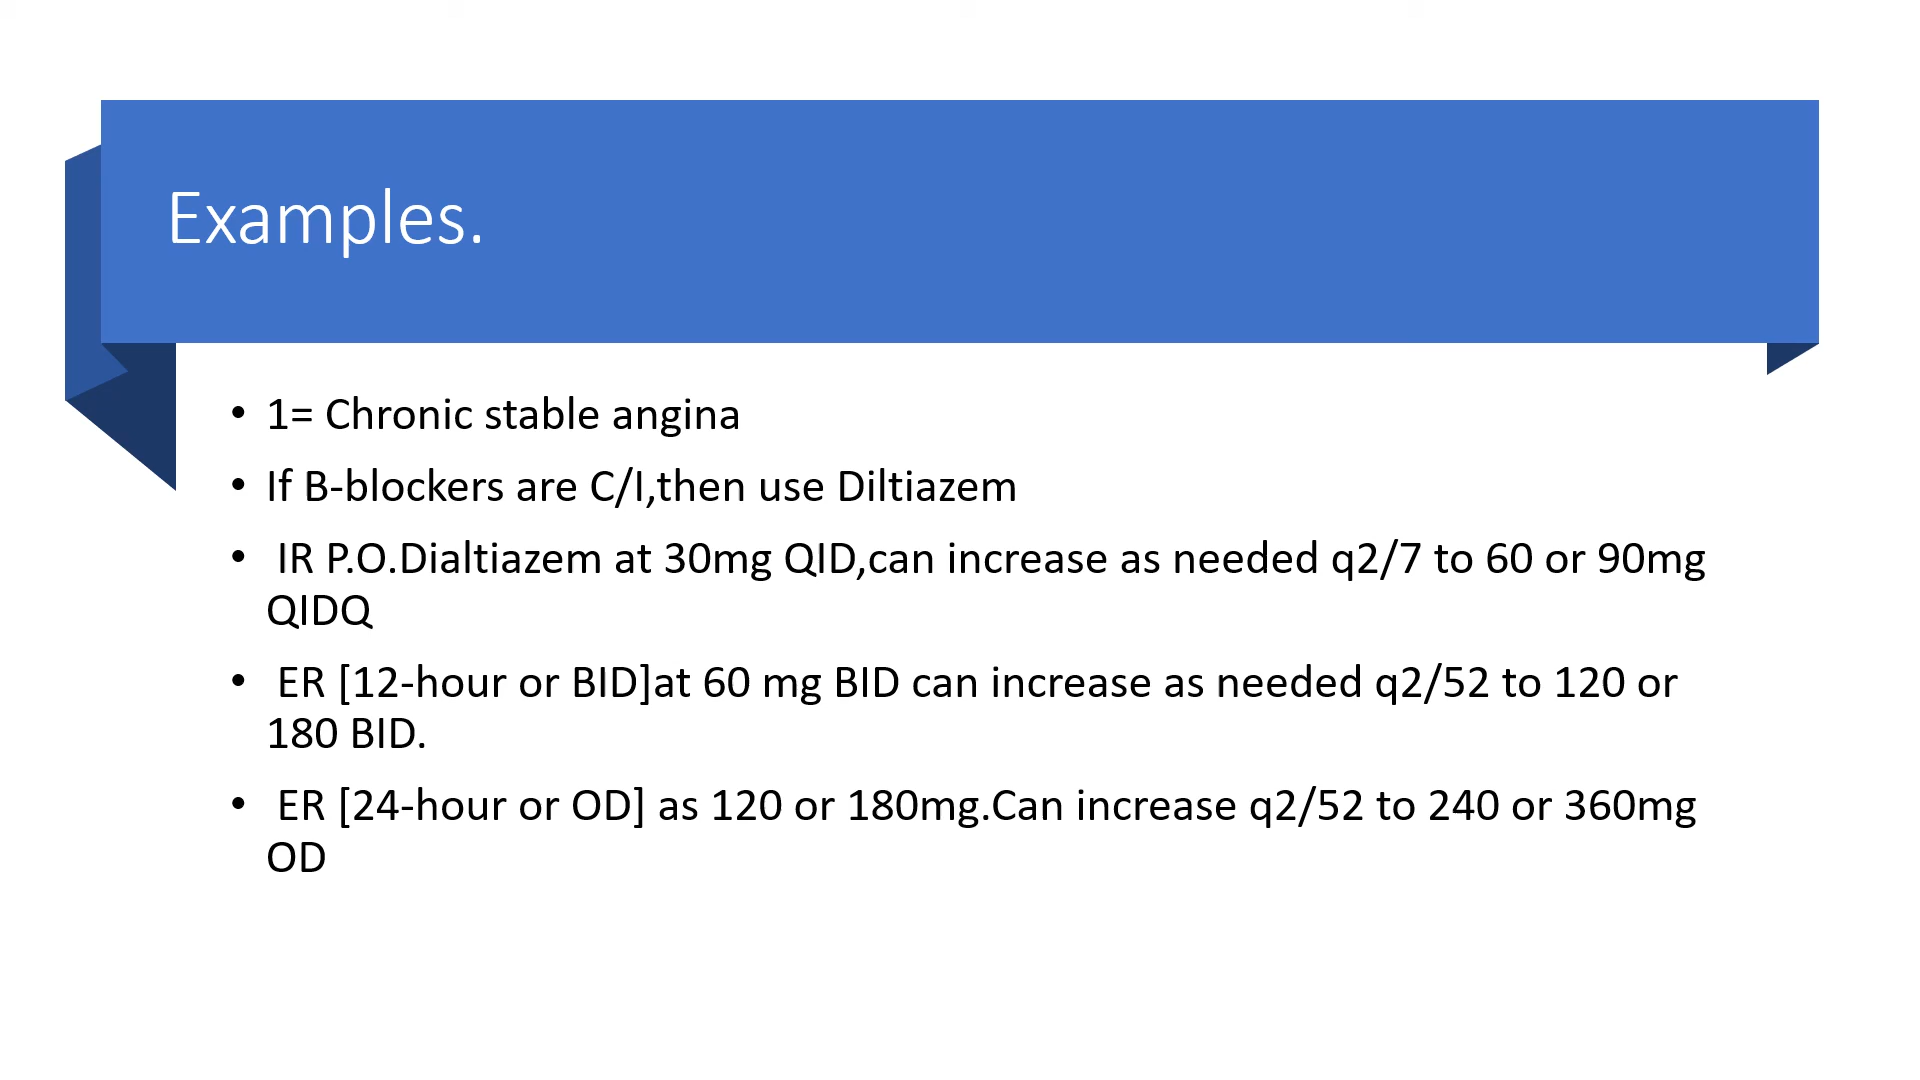 Examples.
• 1= Chronic stable angina
• If B-blockers are C/I,then use Diltiazem
• IR P.O.Dialtiazem at 30mg QID,can increase as needed q2/7 to 60 or 90mg
QIDQ
• ER [12-hour or BID]at 60 mg BID can increase as needed q2/52 to 120 or
180 BID.
• ER [24-hour or OD] as 120 or 180mg.Can increase q2/52 to 240 or 360mg
OD